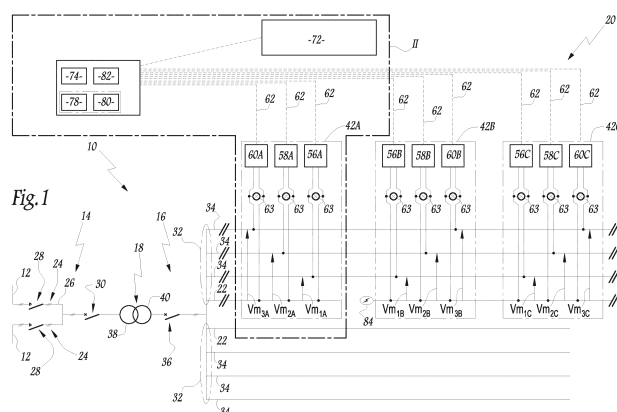 -72-
II
20
-74- -82-
-78- -80-
62 62 62 62 62 62 62 62 62
42A 42B 42C
60A 58A 56A 56B 58B 60B 56C 58C 60C
63 63 63 63 63 63 63 63 63
10
Fig.1
14 16 34
18 32 34
28 24 26 30 34
12 22
40
38 36
Vm3A Vm2A Vm1A 84 Vm1B Vm2B Vm3B Vm1C Vm2C Vm3C
12 24 22
28 34
32 34
34